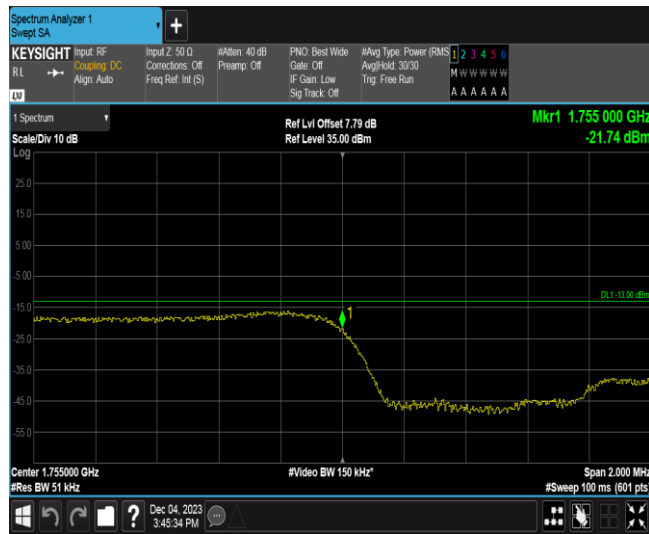 Spectrum Analyzer 1
Swept SA
+
KEYSIGHT Input: RF Input Z: 50 Ω #Atten: 40 dB PNO: Best Wide #Avg Type: Power (RMS 1 2 3 4 5 6
RL Coupling: DC Corrections: Off Preamp: Off Gate: Off Avg|Hold: 30/30 M W W W W W
Align: Auto Freq Ref: Int (S) IF Gain: Low Trig: Free Run
Sig Track: Off A A A A A A
LXI
1 Spectrum Ref Lvl Offset 7.79 dB Mkr1 1.755 000 GHz
Scale/Div 10 dB Ref Level 35.00 dBm -21.74 dBm
Log
25.0
15.0
5.00
-5.00
DL1 -13.00 dBm
-15.0
1
-25.0
-35.0
-45.0
-55.0
Center 1.755000 GHz #Video BW 150 kHz* Span 2.000 MHz
#Res BW 51 kHz #Sweep 100 ms (601 pts
? Dec 04, 2023
3:45:34 PM